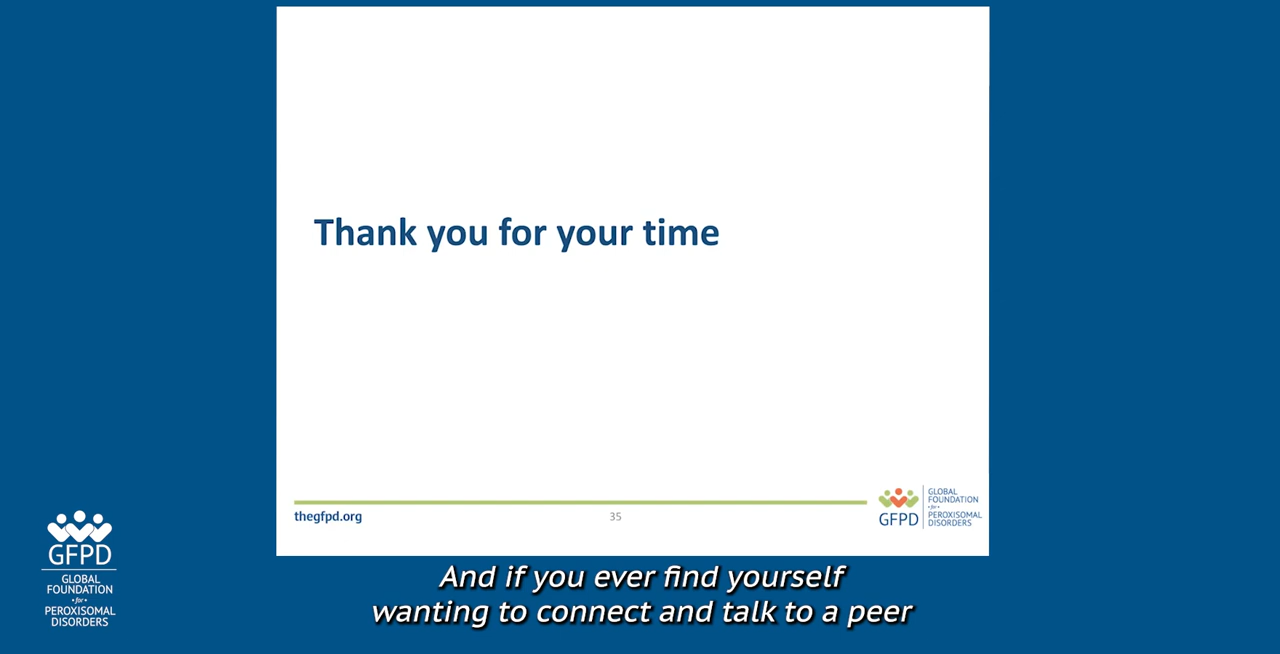 Thank you for your time
thegfpd.org
35
GFPD
GLOBAL
FOUNDATION
for
PEROXISOMAL
DISORDERS
GFPD
GLOBAL
FOUNDATION
for
PEROXISOMAL
DISORDERS
And if you ever find yourself
wanting to connect and talk to a peer